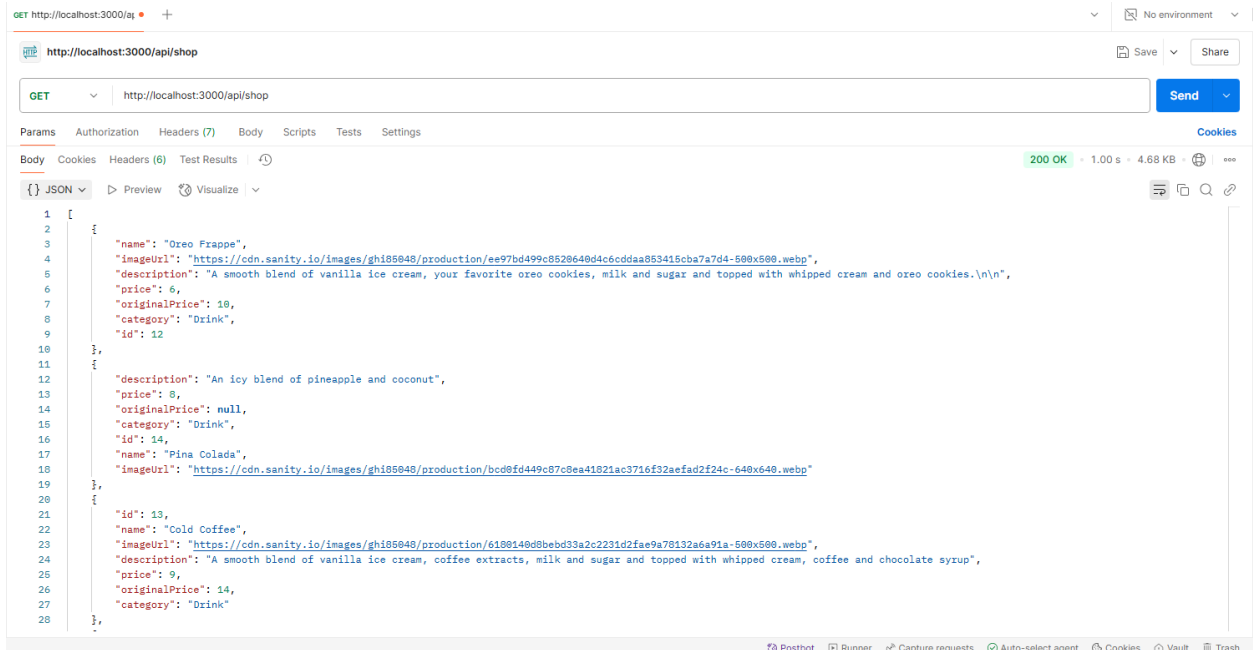 GET http://localhost:3000/ap
No environment
HTTP http://localhost:3000/api/shop
Save
Share
GET
http://localhost:3000/api/shop
Send
Params Authorization Headers (7) Body Scripts Tests Settings
Cookies
Body Cookies Headers (6) Test Results
200 OK • 1.00 s • 4.68 KB •
{} JSON Preview Visualize
1 [
2 {
3 "name": "Oreo Frappe",
4 "imageUrl": "https://cdn.sanity.io/images/ghi85048/production/ee97bd499c8520640d4c6cddaa853415cba7a7d4-500x500.webp",
5 "description": "A smooth blend of vanilla ice cream, your favorite oreo cookies, milk and sugar and topped with whipped cream and oreo cookies.\n\n",
6 "price": 6,
7 "originalPrice": 10,
8 "category": "Drink",
9 "id": 12
10 },
11 {
12 "description": "An icy blend of pineapple and coconut",
13 "price": 8,
14 "originalPrice": null,
15 "category": "Drink",
16 "id": 14,
17 "name": "Pina Colada",
18 "imageUrl": "https://cdn.sanity.io/images/ghi85048/production/bcd0fd449c87c8ea41821ac3716f32aefad2f24c-640x640.webp"
19 },
20 {
21 "id": 13,
22 "name": "Cold Coffee",
23 "imageUrl": "https://cdn.sanity.io/images/ghi85048/production/6180140d8bebd33a2c2231d2fae9a78132a6a91a-500x500.webp",
24 "description": "A smooth blend of vanilla ice cream, coffee extracts, milk and sugar and topped with whipped cream, coffee and chocolate syrup",
25 "price": 9,
26 "originalPrice": 14,
27 "category": "Drink"
28 },
Postbot Runner Capture requests Auto-select agent Cookies Vault Trash